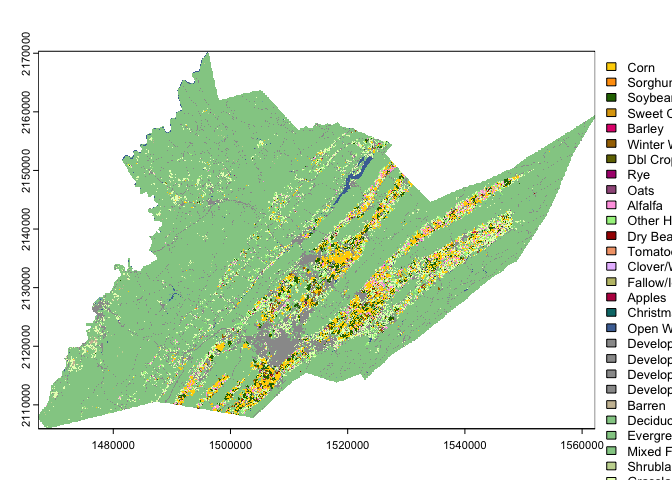 2170000
2160000
2150000
2140000
2130000
2120000
2110000
1480000
1500000
1520000
1540000
1560000
Corn
Sorghum
Soybean
Sweet C
Barley
Winter W
Dbl Crop
Rye
Oats
Alfalfa
Other H
Dry Bea
Tomatoe
Clover/W
Fallow/I
Apples
Christm
Open W
Develop
Develop
Develop
Develop
Barren
Deciduo
Evergre
Mixed F
Shrubla